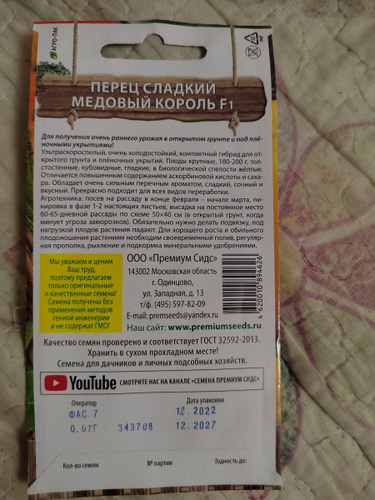 АГРО-ПАК
ПЕРЕЦ СЛАДКИЙ
МЕДОВЫЙ КОРОЛЬ F1
Для получения очень раннего урожая в открытом грунте и под плё-
ночными укрытиями!
Ультраскороспелый, очень холодостойкий, компактный гибрид для от-
крытого грунта и плёночных укрытий. Плоды крупные, 180-200 г, тол-
стостенные, кубовидные, гладкие, в биологической спелости жёлтые.
Отличается повышенным содержанием аскорбиновой кислоты и саха-
ра. Обладает очень сильным перечным ароматом, сладкий, сочный и
вкусный. Прекрасно подходит для всех видов переработки.
Агротехника: посев на рассаду в конце февраля - начале марта, пи-
кировка в фазе 1-2 настоящих листьев, высадка на постоянное место
60-65-дневной рассады по схеме 50×40 см (в открытый грунт, когда
минует угроза заморозков). Обязательно нужно делать подвязку, под
нагрузкой плодов растения падают. Для хорошего роста и обильного
плодоношения растениям необходим своевременный полив, регуляр-
ная прополка, рыхление и подкормка минеральными удобрениями.
Мы уважаем и ценим
Ваш труд,
поэтому предлагаем
только оригинальные
и качественные семена!
Семена получены без
применения методов
генной инженерии
и не содержат ГМО!
ООО «Премиум Сидс»
143002 Московская область
г. Одинцово,
ул. Западная, д. 13
т/ф. (495) 597-82-09
E-mail: premseeds@yandex.ru
Наш сайт: www.premiumseeds.ru
4620010894626
Качество семян проверено и соответствует ГОСТ 32592-2013.
Хранить в сухом прохладном месте!
Семена для дачников и личных подсобных хозяйств.
YouTube СМОТРИТЕ НАС НА КАНАЛЕ «СЕМЕНА ПРЕМИУМ СИДС»
Оператор Дата упаковки
ФАС. 7 12.2022
0.07Г 343708 12.2027
Кол-во семян № партии Годность до: